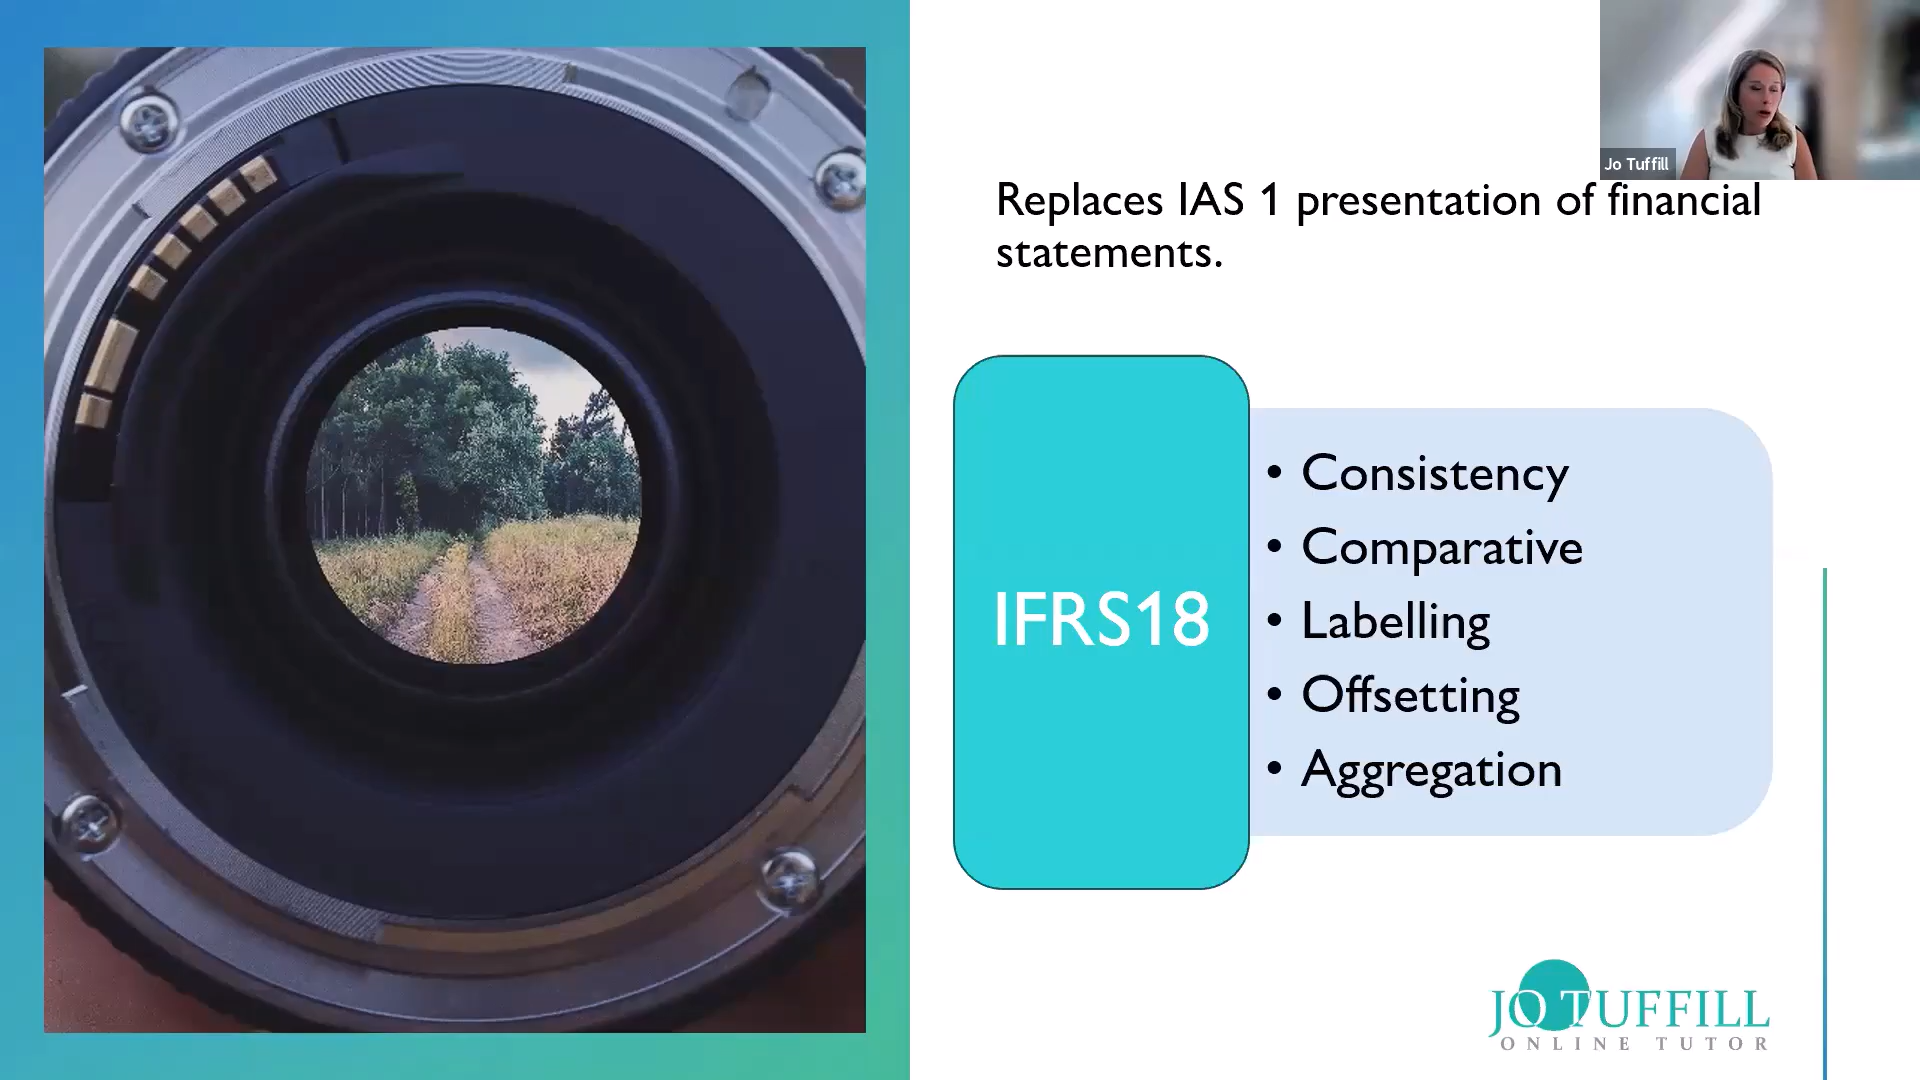 Jo Tuffill
Replaces IAS 1 presentation of financial
statements.
IFRS18
• Consistency
• Comparative
• Labelling
• Offsetting
• Aggregation
JO TUFFILL
ONLINE TUTOR